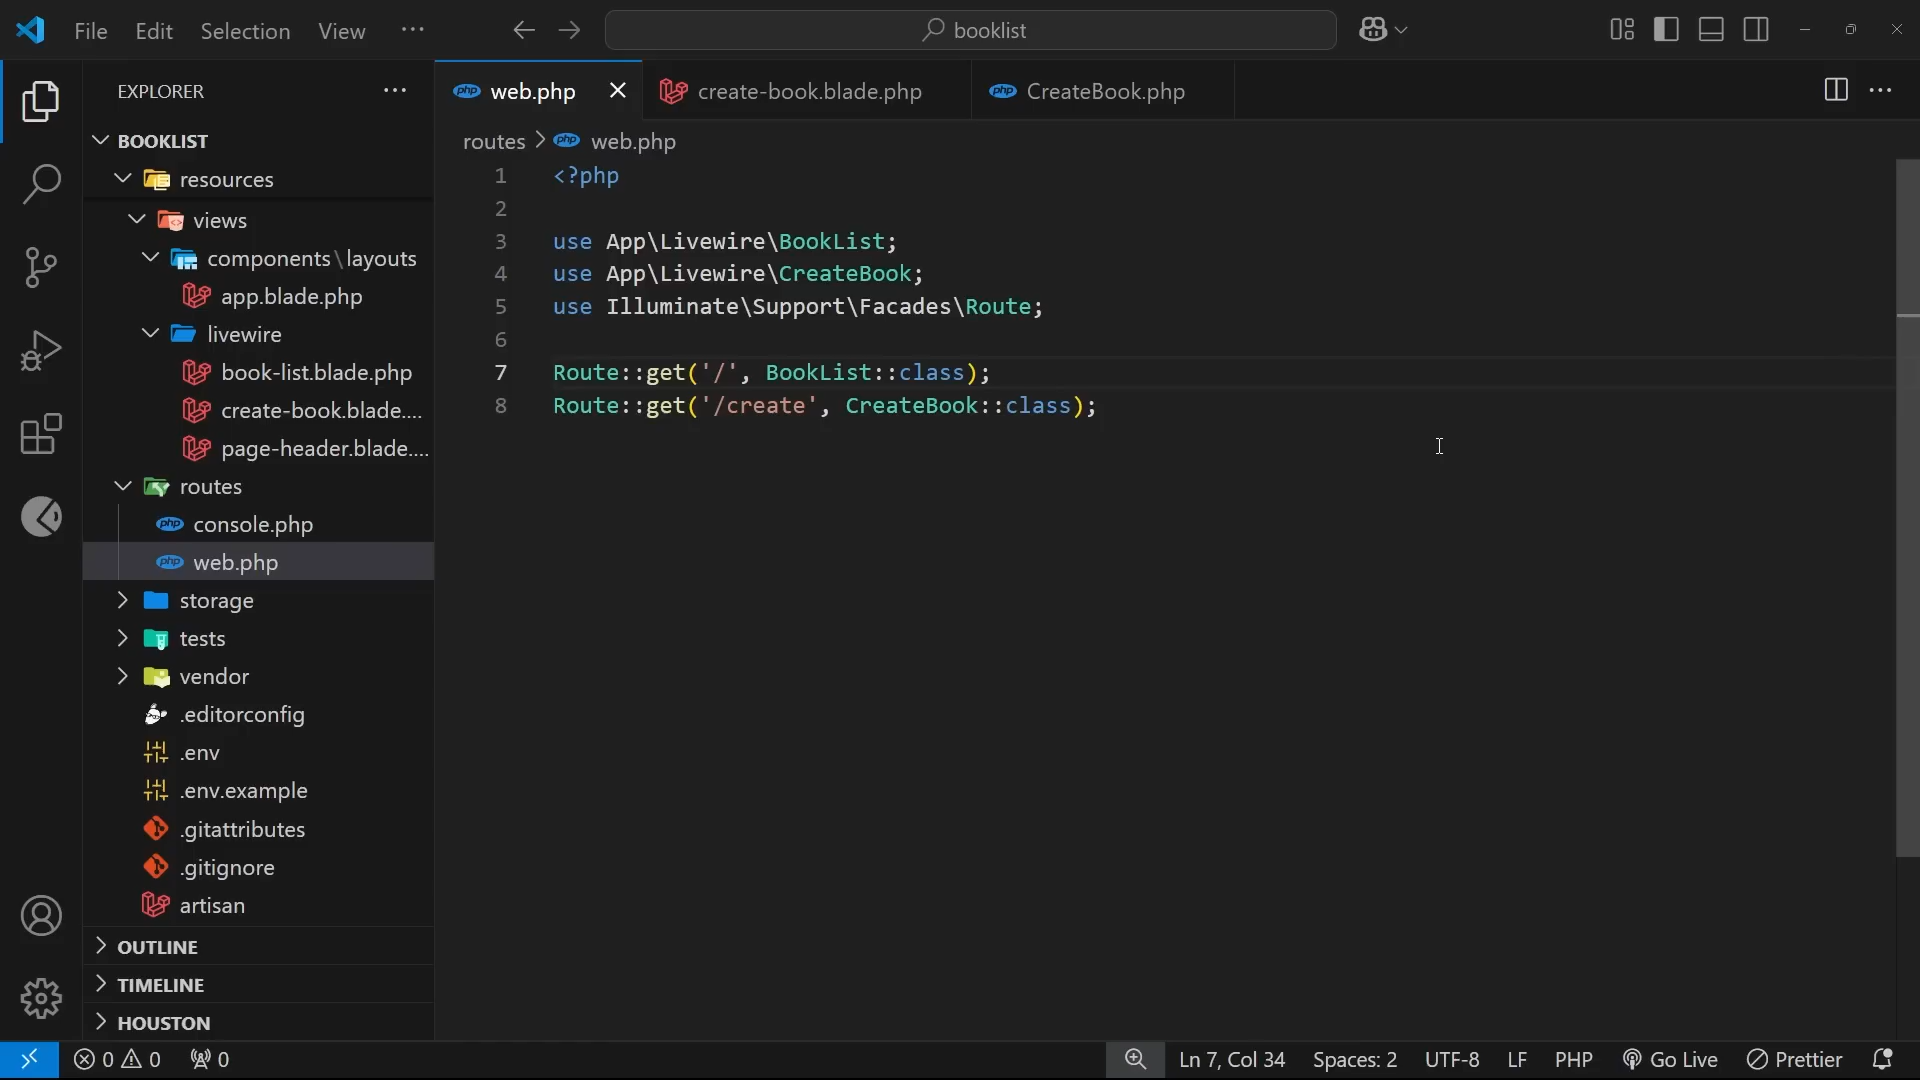 File Edit Selection View ···
booklist
EXPLORER ···
BOOKLIST
resources
views
components\layouts
app.blade.php
livewire
book-list.blade.php
create-book.blade....
page-header.blade....
routes
php console.php
php web.php
storage
tests
vendor
.editorconfig
.env
.env.example
.gitattributes
.gitignore
artisan
OUTLINE
TIMELINE
HOUSTON
php web.php
create-book.blade.php
php CreateBook.php
routes > php web.php
1 <?php
2
3 use App\Livewire\BookList;
4 use App\Livewire\CreateBook;
5 use Illuminate\Support\Facades\Route;
6
7 Route::get('/', BookList::class);
8 Route::get('/create', CreateBook::class);
0 0 0
Ln 7, Col 34 Spaces: 2 UTF-8 LF PHP Go Live Prettier